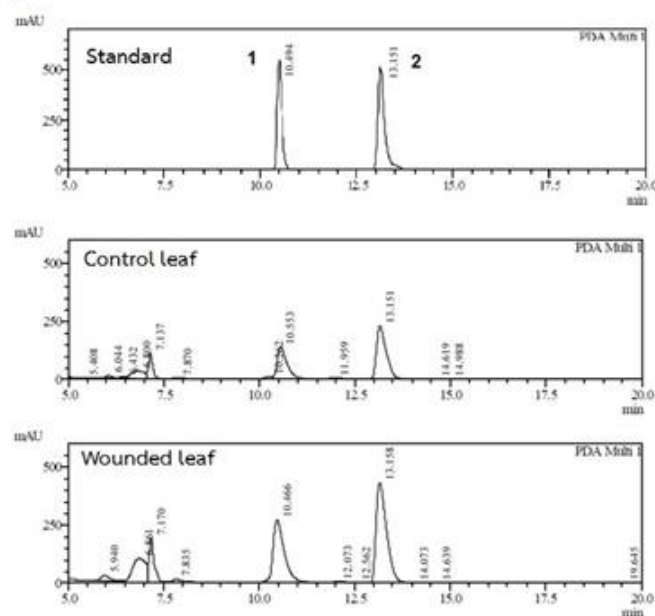 mAU
PDA Multi 1
Standard
1
10.494
13.151
2
500
250
0
5.0 10.0 12.5 15.0 17.5 20.0
min
mAU
PDA Multi 1
Control leaf
500
250
0
5.408
6.044
7.137
7.870
10.553
11.959
13.151
14.619
14.988
5.0 7.5 10.0 12.5 15.0 17.5 20.0
min
mAU
PDA Multi 1
Wounded leaf
500
250
0
5.940
7.170
7.835
10.466
12.073
12.562
13.158
14.073
14.639
19.645
5.0 7.5 10.0 12.5 15.0 17.5 20.0
min